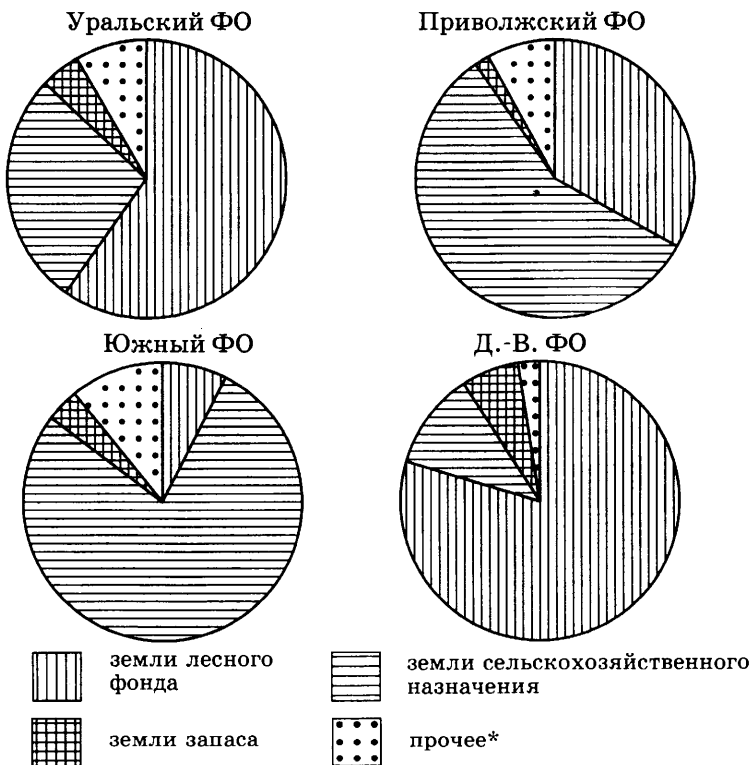 Уральский ФО
Приволжский ФО
Южный ФО
Д.-В. ФО
земли лесного
фонда
земли сельскохозяйственного
назначения
земли запаса
прочее*